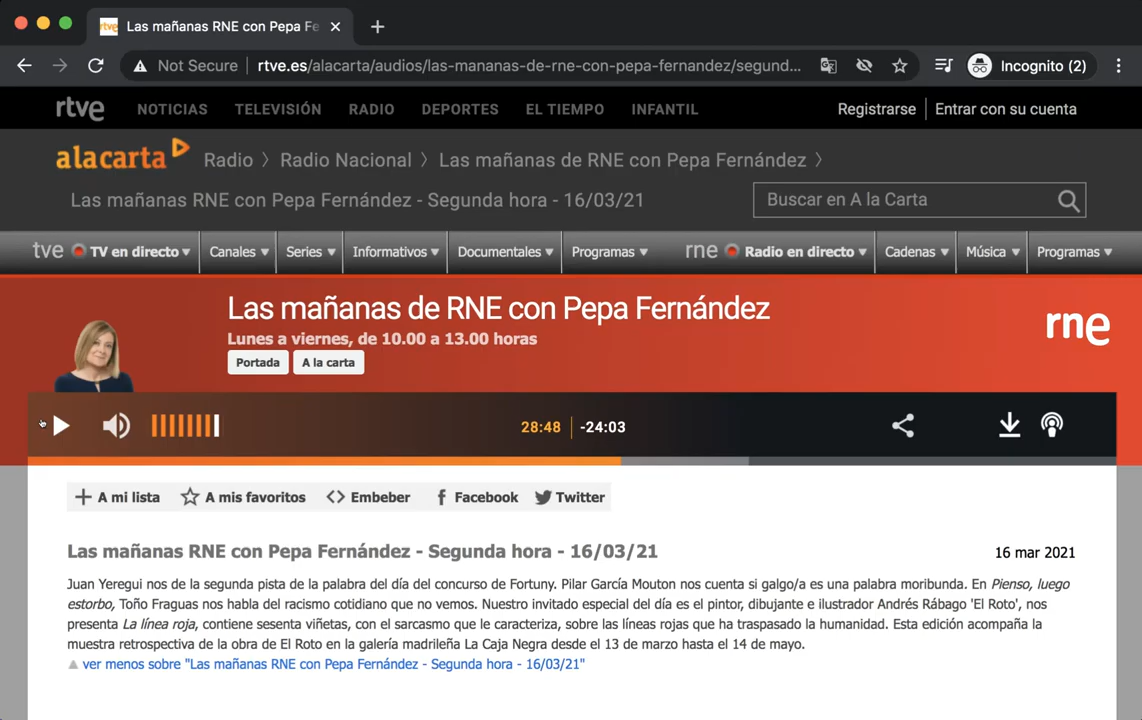 rtve Las mañanas RNE con Pepa Fe
Not Secure rtve.es/alacarta/audios/las-mananas-de-rne-con-pepa-fernandez/segund... Incognito (2)
rtve NOTICIAS TELEVISIÓN RADIO DEPORTES EL TIEMPO INFANTIL Registrarse Entrar con su cuenta
alacarta Radio Radio Nacional Las mañanas de RNE con Pepa Fernández
Las mañanas RNE con Pepa Fernández - Segunda hora - 16/03/21 Buscar en A la Carta
tve TV en directo Canales Series Informativos Documentales Programas rne Radio en directo Cadenas Música Programas
Las mañanas de RNE con Pepa Fernández
Lunes a viernes, de 10.00 a 13.00 horas
rne
Portada A la carta
28:48 -24:03
A mi lista A mis favoritos Embeber Facebook Twitter
Las mañanas RNE con Pepa Fernández - Segunda hora - 16/03/21 16 mar 2021
Juan Yeregui nos de la segunda pista de la palabra del día del concurso de Fortuny. Pilar García Mouton nos cuenta si galgo/a es una palabra moribunda. En Pienso, luego
estorbo, Toño Fraguas nos habla del racismo cotidiano que no vemos. Nuestro invitado especial del día es el pintor, dibujante e ilustrador Andrés Rábago 'El Roto', nos
presenta La línea roja, contiene sesenta viñetas, con el sarcasmo que le caracteriza, sobre las líneas rojas que ha traspasado la humanidad. Esta edición acompaña la
muestra retrospectiva de la obra de El Roto en la galería madrileña La Caja Negra desde el 13 de marzo hasta el 14 de mayo.
ver menos sobre "Las mañanas RNE con Pepa Fernández - Segunda hora - 16/03/21"